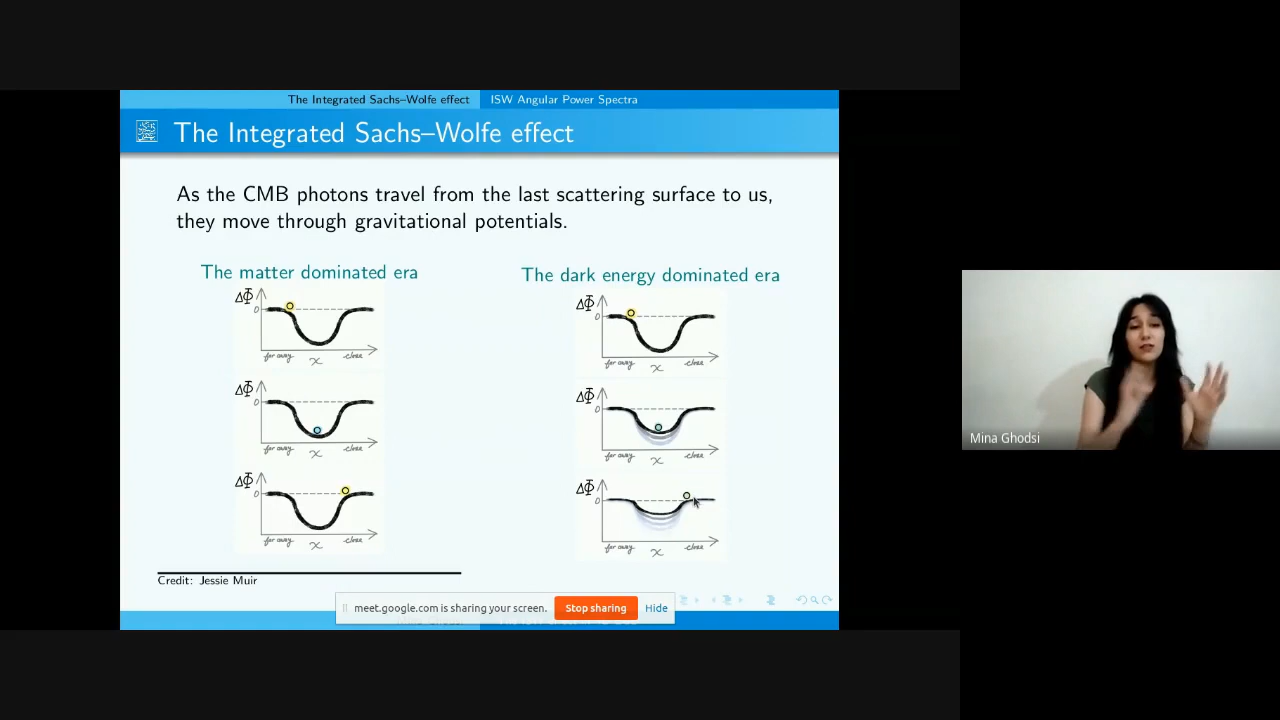 The Integrated Sachs–Wolfe effect ISW Angular Power Spectra
The Integrated Sachs–Wolfe effect
As the CMB photons travel from the last scattering surface to us,
they move through gravitational potentials.
The matter dominated era
ΔΦ
0
far away x close
ΔΦ
0
far away x close
ΔΦ
0
far away x close
The dark energy dominated era
ΔΦ
0
far away x close
ΔΦ
0
far away x close
ΔΦ
0
far away x close
Credit: Jessie Muir
meet.google.com is sharing your screen. Stop sharing Hide
Mina Ghodsi